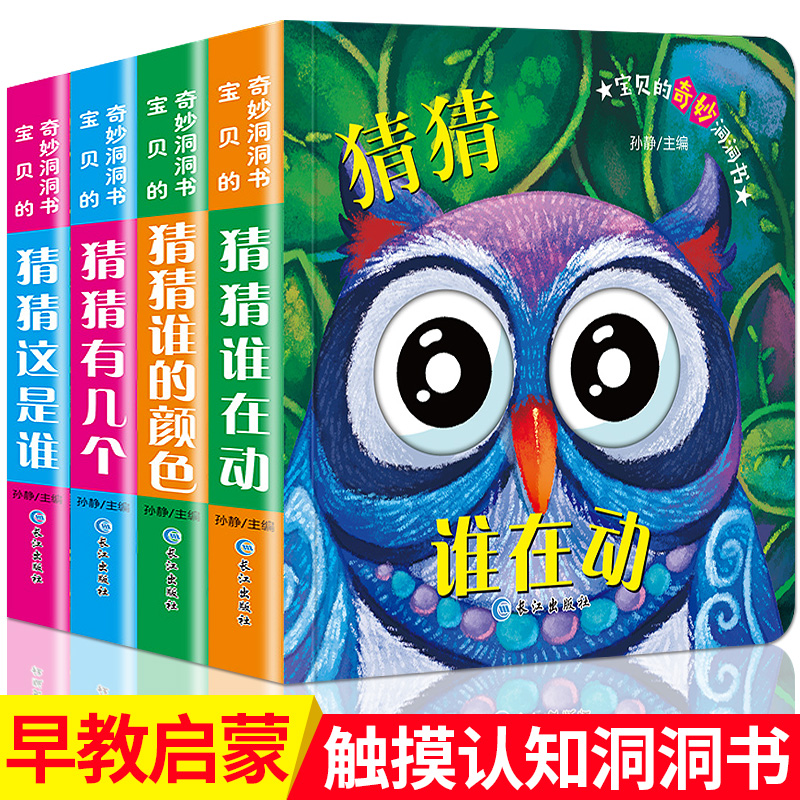 宝贝的
奇妙洞洞书
猜猜这是谁
孙静/主编
长江出版社
宝贝的
奇妙洞洞书
猜猜有几个
孙静/主编
长江出版社
宝贝的
奇妙洞洞书
猜猜谁的颜色
孙静/主编
长江出版社
宝贝的
奇妙洞洞书
猜猜谁在动
孙静/主编
长江出版社
★宝贝的奇妙洞洞书★
孙静/主编
猜猜
谁在动
长江出版社
早教启蒙
触摸认知洞洞书